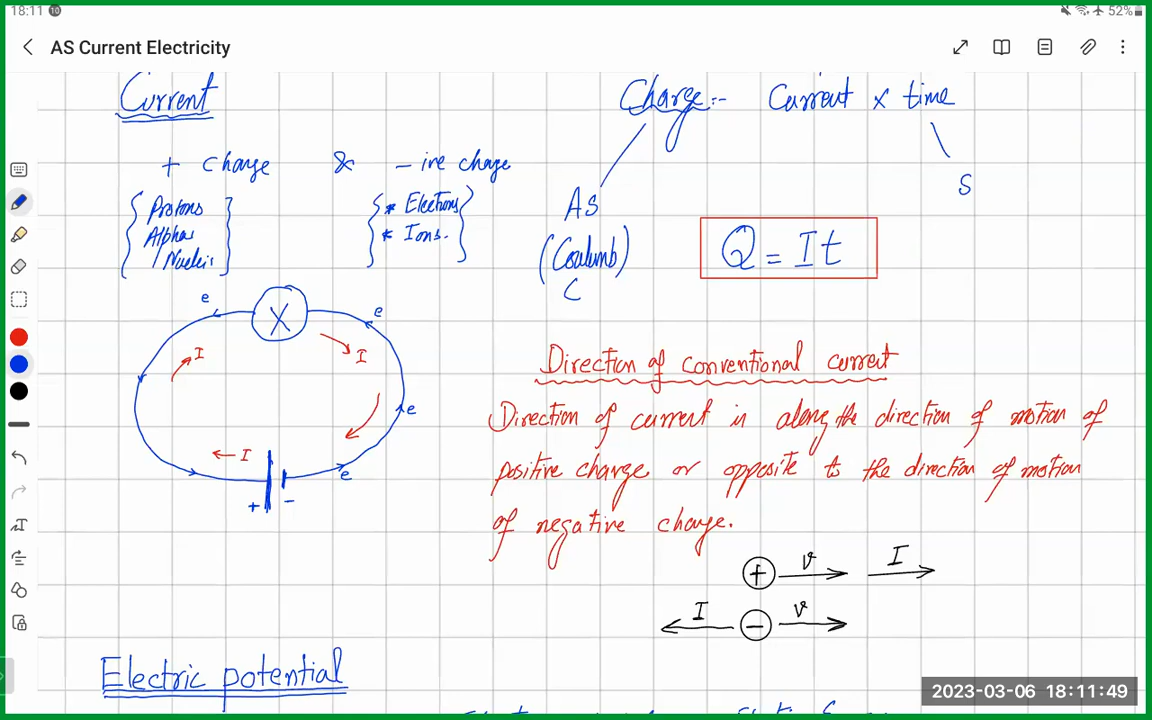 18:11
52%
AS Current Electricity
Current
Charge :- Current x time
s
+ charge & - ive charge
Protons
Alpha
Nucleis
* Electrons
* Ions.
As
(Coulumb)
C
Q = It
e
e
X
I
I
e
I
e
+ -
Direction of conventional current
Direction of current is along the direction of motion of
positive charge or opposite to the direction of motion
of negative charge.
+ v I
I - v
Electric potential
2023-03-06 18:11:49